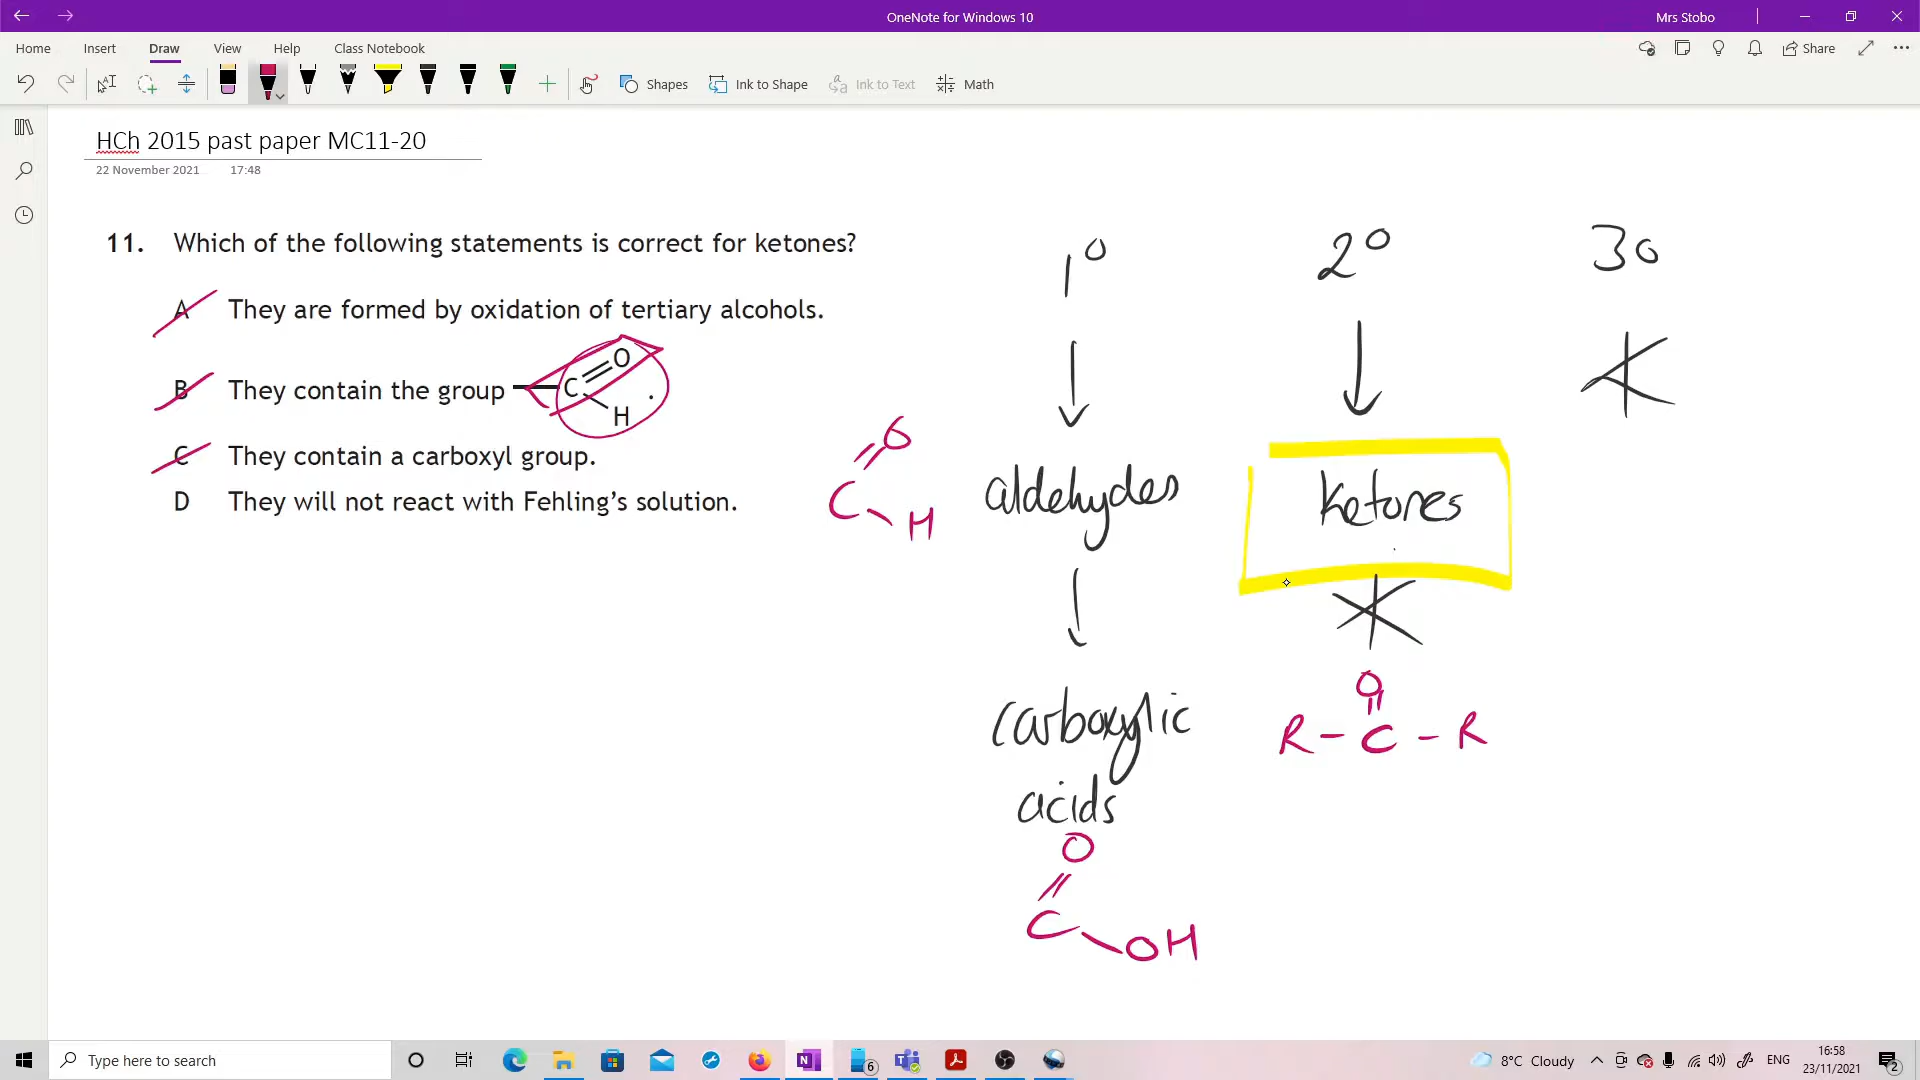 OneNote for Windows 10
Mrs Stobo
Home Insert Draw View Help Class Notebook
Share
Shapes Ink to Shape Ink to Text Math
HCh 2015 past paper MC11-20
22 November 2021 17:48
11. Which of the following statements is correct for ketones?
A They are formed by oxidation of tertiary alcohols.
B They contain the group C O H .
C They contain a carboxyl group.
D They will not react with Fehling's solution.
1° 2° 3°
C O H
aldehydes
Ketones
carboxylic
acids
O
R - C - R
O
C OH
Type here to search
6
8°C Cloudy
ENG
16:58
23/11/2021
2